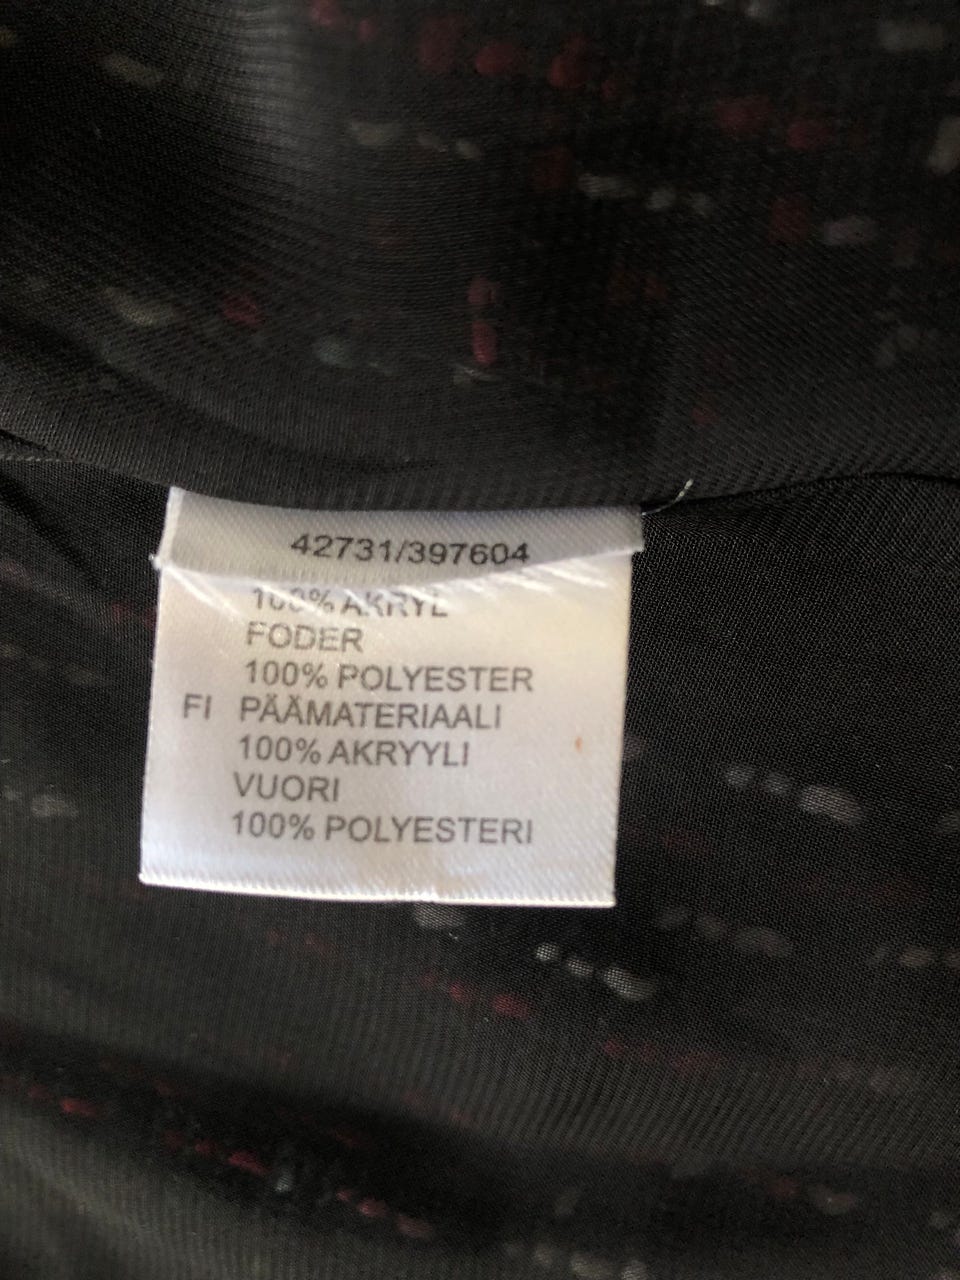 42731/397604
100% AKRYL
FODER
100% POLYESTER
FI PÄÄMATERIAALI
100% AKRYYLI
VUORI
100% POLYESTERI